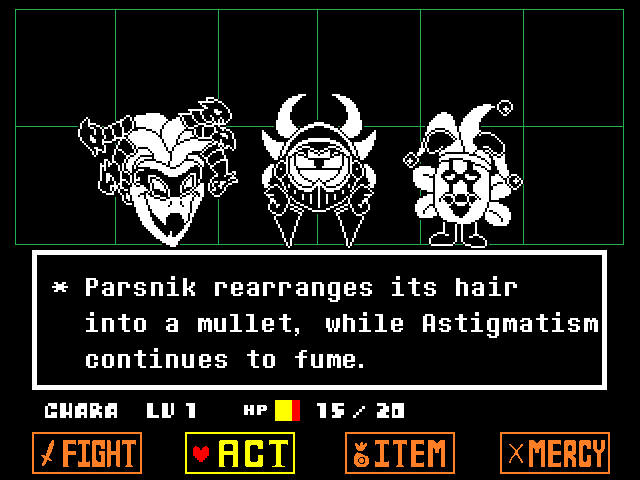 * Parsnik rearranges its hair
into a mullet, while Astigmatism
continues to fume.
CHARA LV 1 HP 15 / 20
FIGHT ACT ITEM MERCY